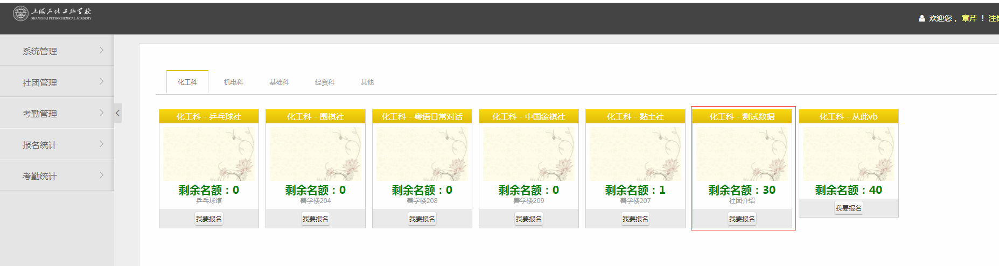 上海石化工业学校
SHANGHAI PETROCHEMICAL ACADEMY
欢迎您， 章芹 ！ 注销
系统管理
社团管理
考勤管理
报名统计
考勤统计
化工科 机电科 基础科 经贸科 其他
化工科 - 乒乓球社
剩余名额：0
乒乓球馆
我要报名
化工科 - 围棋社
剩余名额：0
善学楼204
我要报名
化工科 - 粤语日常对话
剩余名额：0
善学楼208
我要报名
化工科 - 中国象棋社
剩余名额：0
善学楼209
我要报名
化工科 - 黏土社
剩余名额：1
善学楼207
我要报名
化工科 - 测试数据
剩余名额：30
社团介绍
我要报名
化工科 - 从此vb
剩余名额：40
我要报名